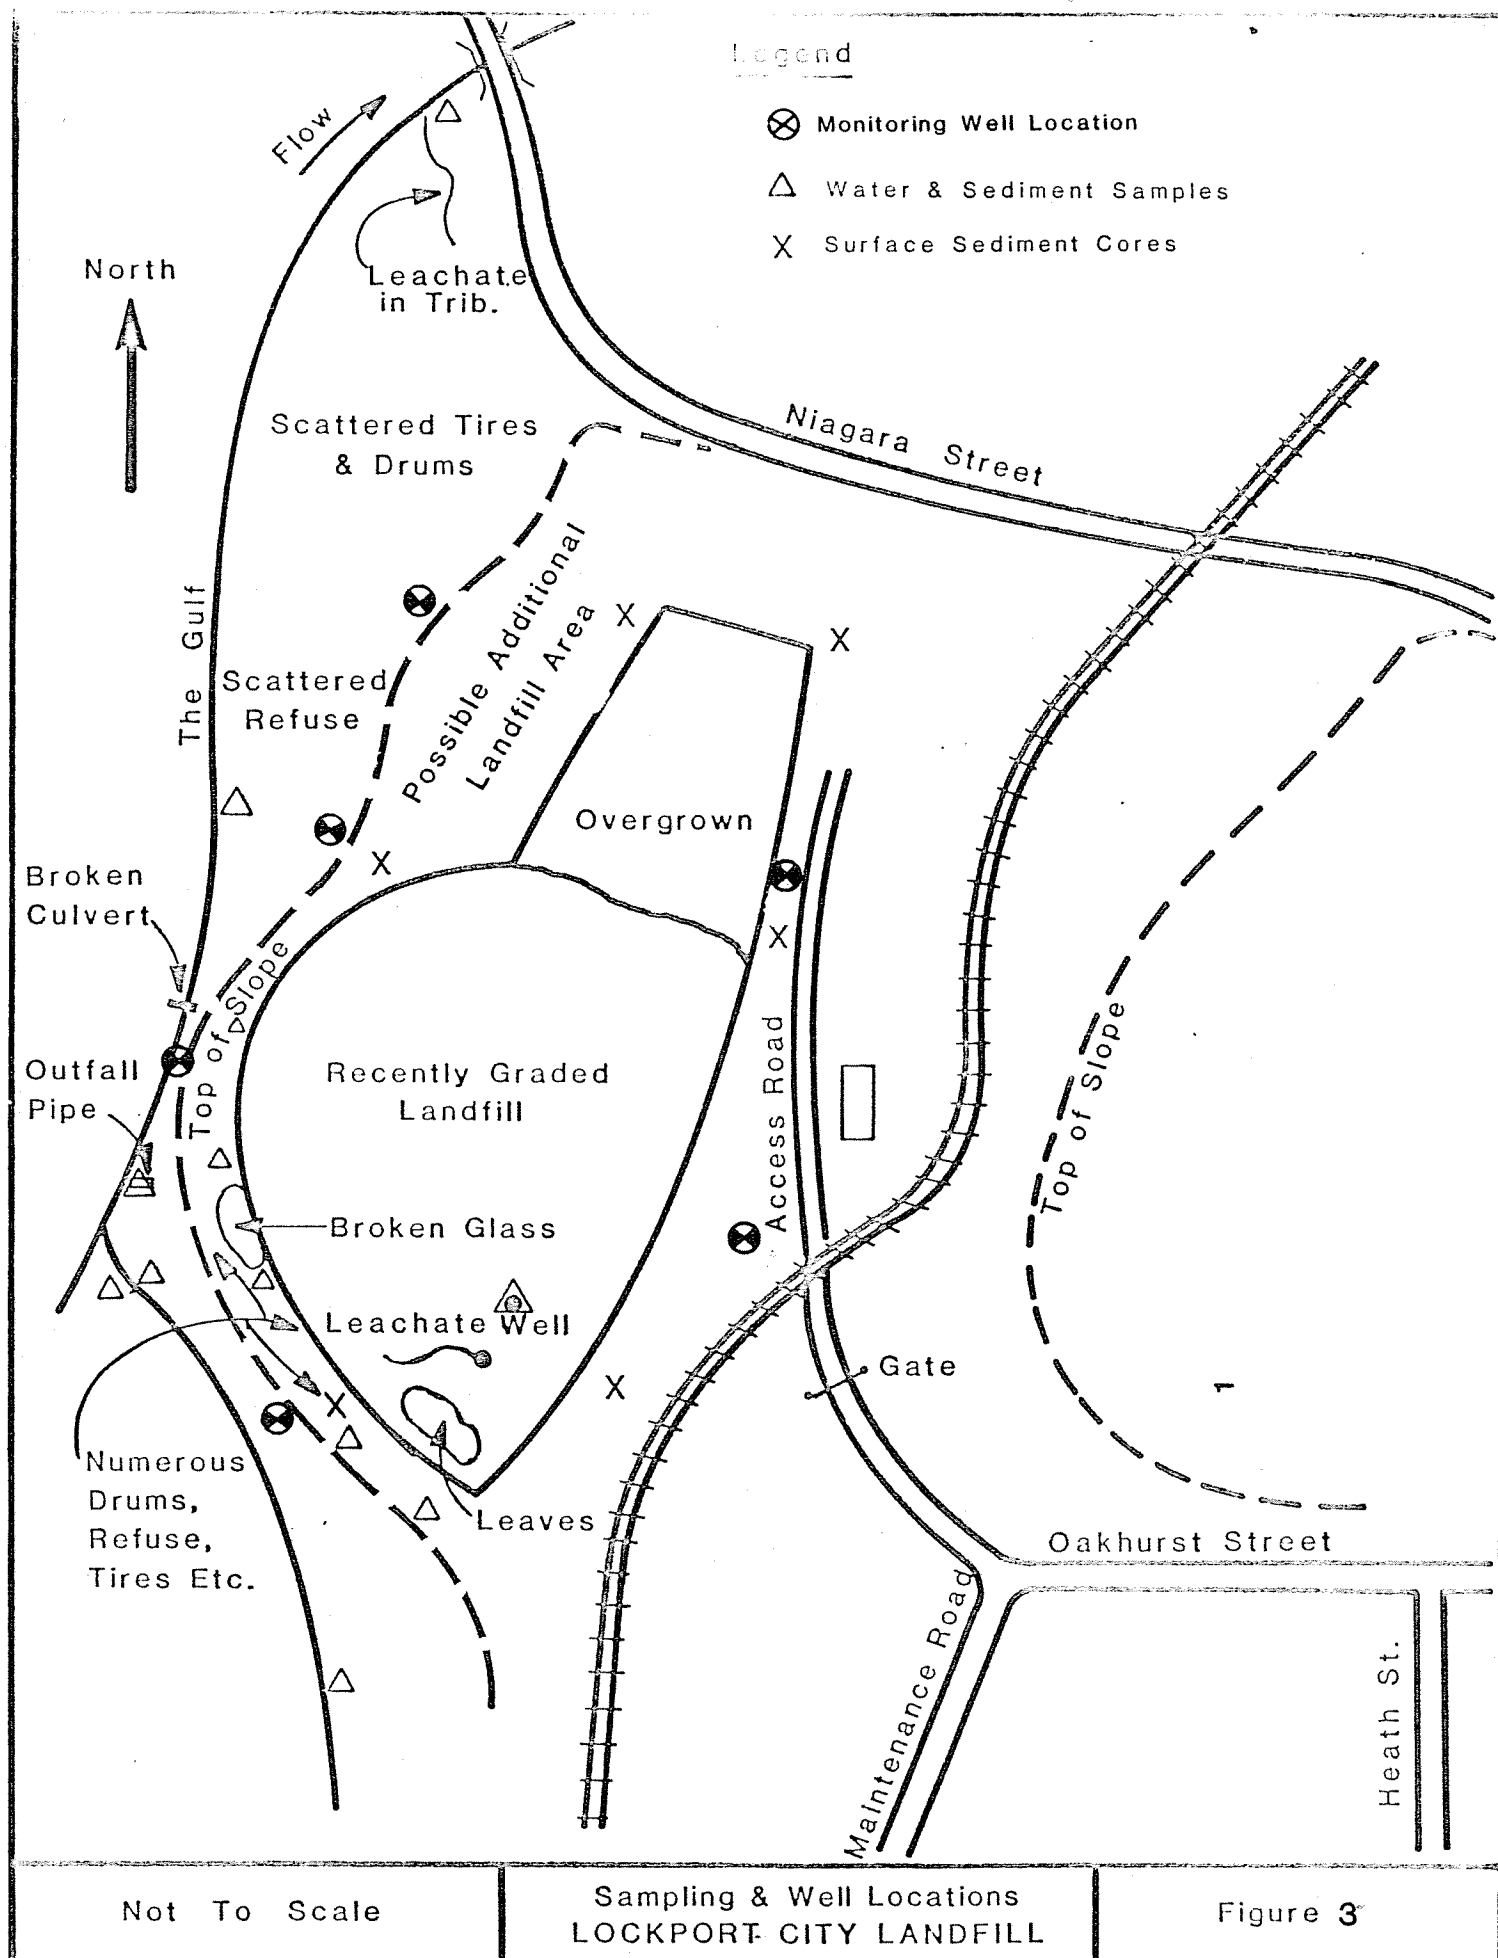 Legend
Monitoring Well Location
Water & Sediment Samples
X Surface Sediment Cores
Flow
North
Leachate
in Trib.
Scattered Tires
& Drums
Niagara Street
The Gulf
Possible Additional
Landfill Area
X
X
Scattered
Refuse
Overgrown
X
Broken
Culvert
X
Top of Slope
Outfall
Pipe
Recently Graded
Landfill
Access Road
Top of Slope
Broken Glass
Leachate Well
Gate
X
X
Numerous
Drums,
Refuse,
Tires Etc.
Leaves
Oakhurst Street
Maintenance Road
Heath St.
Not To Scale
Sampling & Well Locations
LOCKPORT CITY LANDFILL
Figure 3